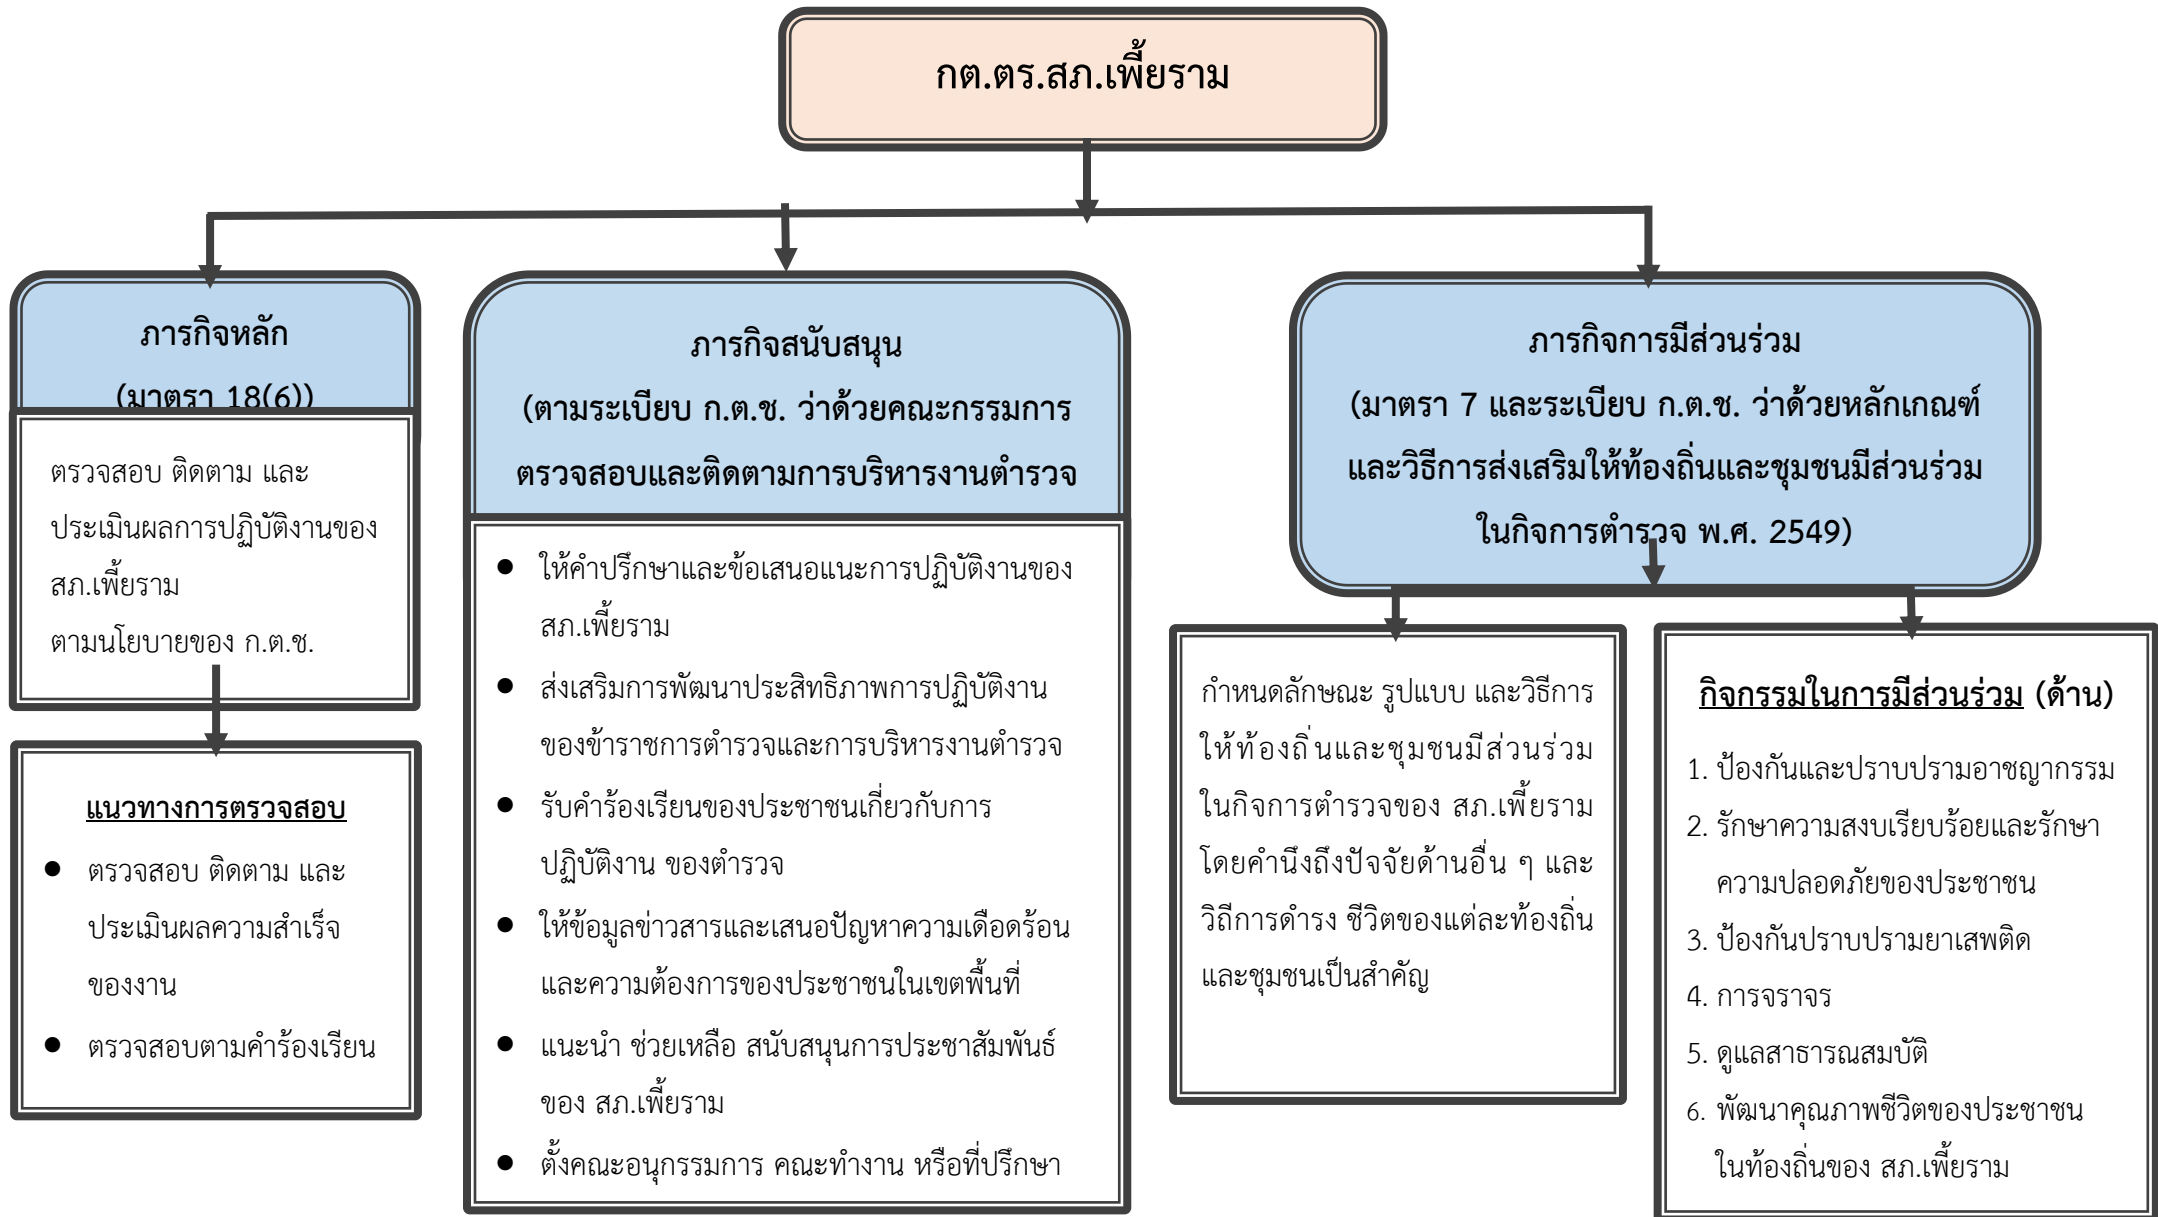 กต.ตร.สภ.เพี้ยราม
ภารกิจหลัก
(มาตรา 18(6))
ตรวจสอบ ติดตาม และ
ประเมินผลการปฏิบัติงานของ
สภ.เพี้ยราม
ตามนโยบายของ ก.ต.ช.
แนวทางการตรวจสอบ
● ตรวจสอบ ติดตาม และ
ประเมินผลความสำเร็จ
ของงาน
● ตรวจสอบตามคำร้องเรียน
ภารกิจสนับสนุน
(ตามระเบียบ ก.ต.ช. ว่าด้วยคณะกรรมการ
ตรวจสอบและติดตามการบริหารงานตำรวจ
● ให้คำปรึกษาและข้อเสนอแนะการปฏิบัติงานของ
สภ.เพี้ยราม
● ส่งเสริมการพัฒนาประสิทธิภาพการปฏิบัติงาน
ของข้าราชการตำรวจและการบริหารงานตำรวจ
● รับคำร้องเรียนของประชาชนเกี่ยวกับการ
ปฏิบัติงาน ของตำรวจ
● ให้ข้อมูลข่าวสารและเสนอปัญหาความเดือดร้อน
และความต้องการของประชาชนในเขตพื้นที่
● แนะนำ ช่วยเหลือ สนับสนุนการประชาสัมพันธ์
ของ สภ.เพี้ยราม
● ตั้งคณะอนุกรรมการ คณะทำงาน หรือที่ปรึกษา
ภารกิจการมีส่วนร่วม
(มาตรา 7 และระเบียบ ก.ต.ช. ว่าด้วยหลักเกณฑ์
และวิธีการส่งเสริมให้ท้องถิ่นและชุมชนมีส่วนร่วม
ในกิจการตำรวจ พ.ศ. 2549)
กำหนดลักษณะ รูปแบบ และวิธีการ
ให้ท้องถิ่นและชุมชนมีส่วนร่วม
ในกิจการตำรวจของ สภ.เพี้ยราม
โดยคำนึงถึงปัจจัยด้านอื่น ๆ และ
วิถีการดำรง ชีวิตของแต่ละท้องถิ่น
และชุมชนเป็นสำคัญ
กิจกรรมในการมีส่วนร่วม (ด้าน)
1. ป้องกันและปราบปรามอาชญากรรม
2. รักษาความสงบเรียบร้อยและรักษา
ความปลอดภัยของประชาชน
3. ป้องกันปราบปรามยาเสพติด
4. การจราจร
5. ดูแลสาธารณสมบัติ
6. พัฒนาคุณภาพชีวิตของประชาชน
ในท้องถิ่นของ สภ.เพี้ยราม